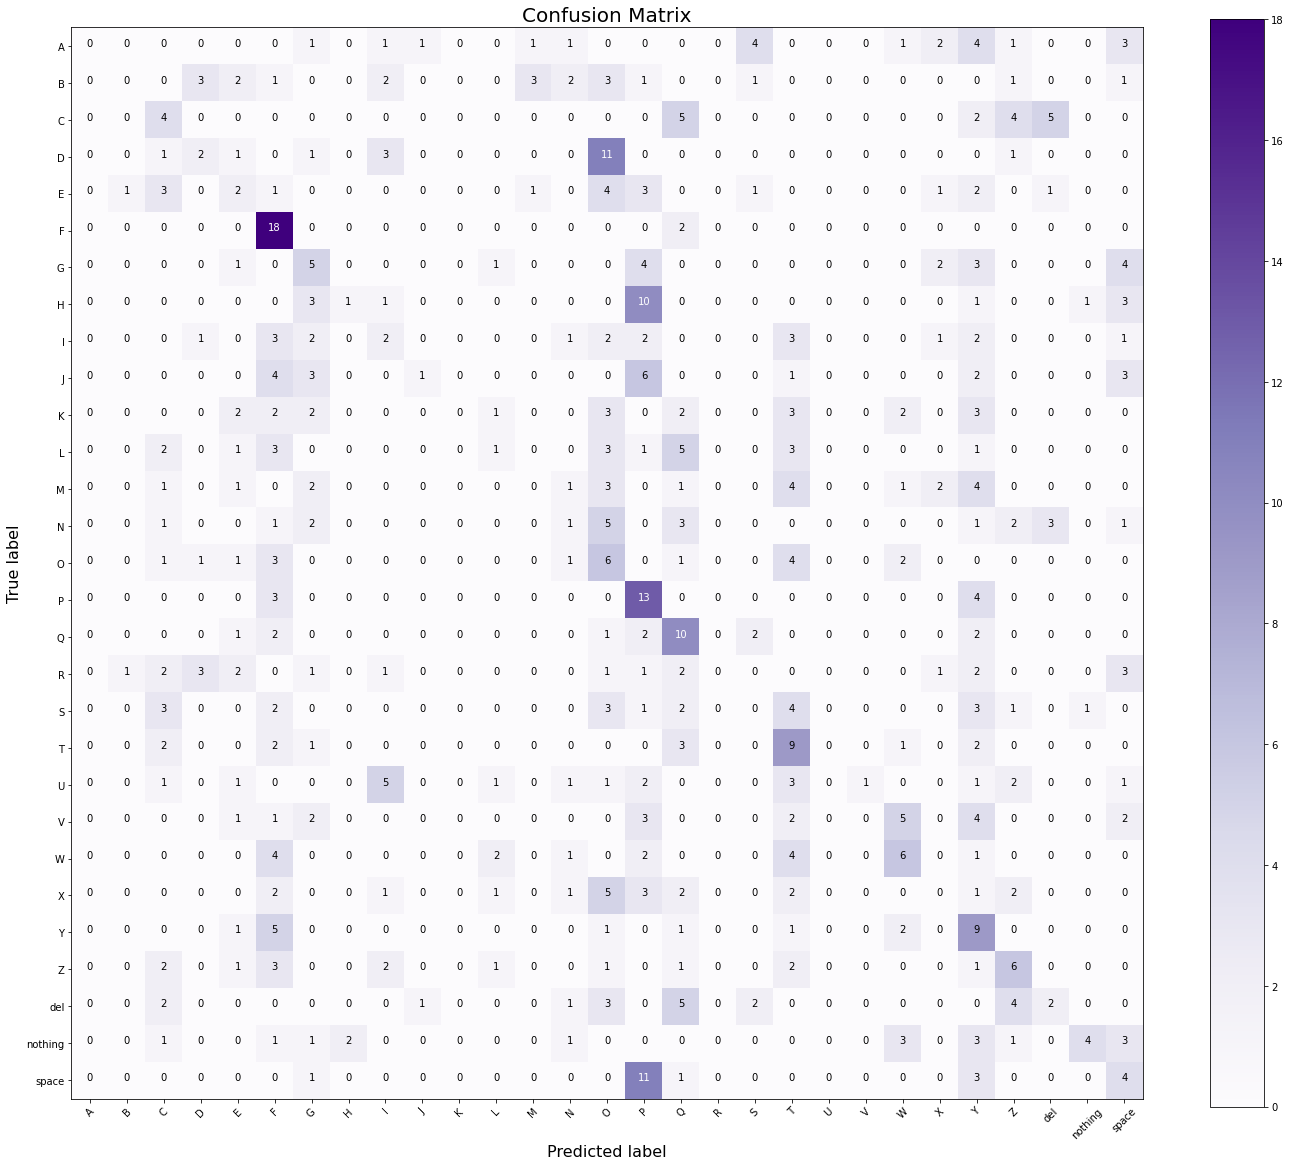 Confusion Matrix
A 0 0 0 0 0 0 1 0 1 1 0 0 1 1 0 0 0 0 4 0 0 0 1 2 4 1 0 0 3
B 0 0 0 3 2 1 0 0 2 0 0 0 3 2 3 1 0 0 1 0 0 0 0 0 0 1 0 0 1
C 0 0 4 0 0 0 0 0 0 0 0 0 0 0 0 0 5 0 0 0 0 0 0 0 2 4 5 0 0
D 0 0 1 2 1 0 1 0 3 0 0 0 0 0 11 0 0 0 0 0 0 0 0 0 0 1 0 0 0
E 0 1 3 0 2 1 0 0 0 0 0 0 1 0 4 3 0 0 1 0 0 0 0 1 2 0 1 0 0
F 0 0 0 0 0 18 0 0 0 0 0 0 0 0 0 0 2 0 0 0 0 0 0 0 0 0 0 0 0
G 0 0 0 0 1 0 5 0 0 0 0 1 0 0 0 4 0 0 0 0 0 0 0 2 3 0 0 0 4
H 0 0 0 0 0 0 3 1 1 0 0 0 0 0 0 10 0 0 0 0 0 0 0 0 1 0 0 1 3
I 0 0 0 1 0 3 2 0 2 0 0 0 0 1 2 2 0 0 0 3 0 0 0 1 2 0 0 0 1
J 0 0 0 0 0 4 3 0 0 1 0 0 0 0 0 6 0 0 0 1 0 0 0 0 2 0 0 0 3
K 0 0 0 0 2 2 2 0 0 0 0 1 0 0 3 0 2 0 0 3 0 0 2 0 3 0 0 0 0
L 0 0 2 0 1 3 0 0 0 0 0 1 0 0 3 1 5 0 0 3 0 0 0 0 1 0 0 0 0
M 0 0 1 0 1 0 2 0 0 0 0 0 0 1 3 0 1 0 0 4 0 0 1 2 4 0 0 0 0
N 0 0 1 0 0 1 2 0 0 0 0 0 0 1 5 0 3 0 0 0 0 0 0 0 1 2 3 0 1
O 0 0 1 1 1 3 0 0 0 0 0 0 0 1 6 0 1 0 0 4 0 0 2 0 0 0 0 0 0
P 0 0 0 0 0 3 0 0 0 0 0 0 0 0 0 13 0 0 0 0 0 0 0 0 4 0 0 0 0
Q 0 0 0 0 1 2 0 0 0 0 0 0 0 0 1 2 10 0 2 0 0 0 0 0 2 0 0 0 0
R 0 1 2 3 2 0 1 0 1 0 0 0 0 0 1 1 2 0 0 0 0 0 0 1 2 0 0 0 3
S 0 0 3 0 0 2 0 0 0 0 0 0 0 0 3 1 2 0 0 4 0 0 0 0 3 1 0 1 0
T 0 0 2 0 0 2 1 0 0 0 0 0 0 0 0 0 3 0 0 9 0 0 1 0 2 0 0 0 0
U 0 0 1 0 1 0 0 0 5 0 0 1 0 1 1 2 0 0 0 3 0 1 0 0 1 2 0 0 1
V 0 0 0 0 1 1 2 0 0 0 0 0 0 0 0 3 0 0 0 2 0 0 5 0 4 0 0 0 2
W 0 0 0 0 0 4 0 0 0 0 0 2 0 1 0 2 0 0 0 4 0 0 6 0 1 0 0 0 0
X 0 0 0 0 0 2 0 0 1 0 0 1 0 1 5 3 2 0 0 2 0 0 0 0 1 2 0 0 0
Y 0 0 0 0 1 5 0 0 0 0 0 0 0 0 1 0 1 0 0 1 0 0 2 0 9 0 0 0 0
Z 0 0 2 0 1 3 0 0 2 0 0 1 0 0 1 0 1 0 0 2 0 0 0 0 1 6 0 0 0
del 0 0 2 0 0 0 0 0 0 1 0 0 0 1 3 0 5 0 2 0 0 0 0 0 0 4 2 0 0
nothing 0 0 1 0 0 1 1 2 0 0 0 0 0 1 0 0 0 0 0 0 0 0 3 0 3 1 0 4 3
space 0 0 0 0 0 0 1 0 0 0 0 0 0 0 0 11 1 0 0 0 0 0 0 0 3 0 0 0 4
A B C D E F G H I J K L M N O P Q R S T U V W X Y Z del nothing space
Predicted label
True label
18
16
14
12
10
8
6
4
2
0